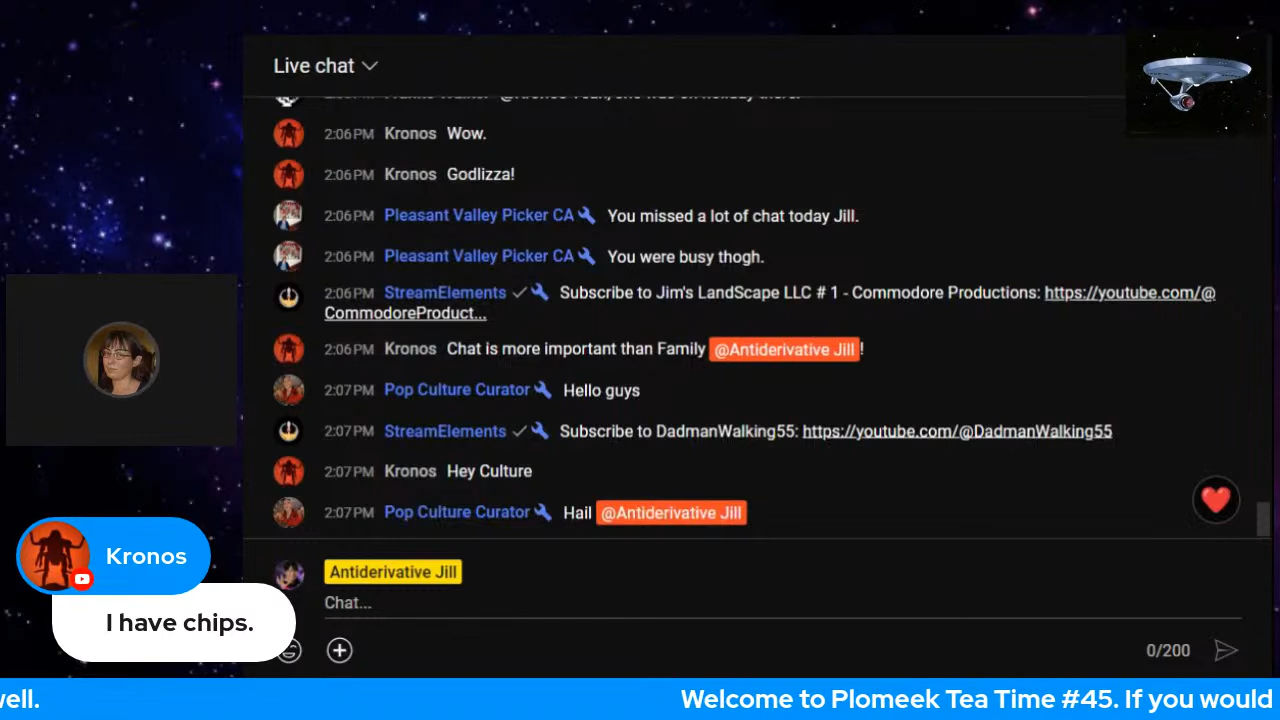 Live chat
2:06 PM Kronos Wow.
2:06 PM Kronos Godlizza!
2:06 PM Pleasant Valley Picker CA You missed a lot of chat today Jill.
2:06 PM Pleasant Valley Picker CA You were busy thogh.
2:06 PM StreamElements Subscribe to Jim's LandScape LLC # 1 - Commodore Productions: https://youtube.com/@
CommodoreProduct...
2:06 PM Kronos Chat is more important than Family @Antiderivative Jill!
2:07 PM Pop Culture Curator Hello guys
2:07 PM StreamElements Subscribe to DadmanWalking55: https://youtube.com/@DadmanWalking55
2:07 PM Kronos Hey Culture
2:07 PM Pop Culture Curator Hail @Antiderivative Jill
Antiderivative Jill
Chat...
0/200
Kronos
I have chips.
well. Welcome to Plomeek Tea Time #45. If you would